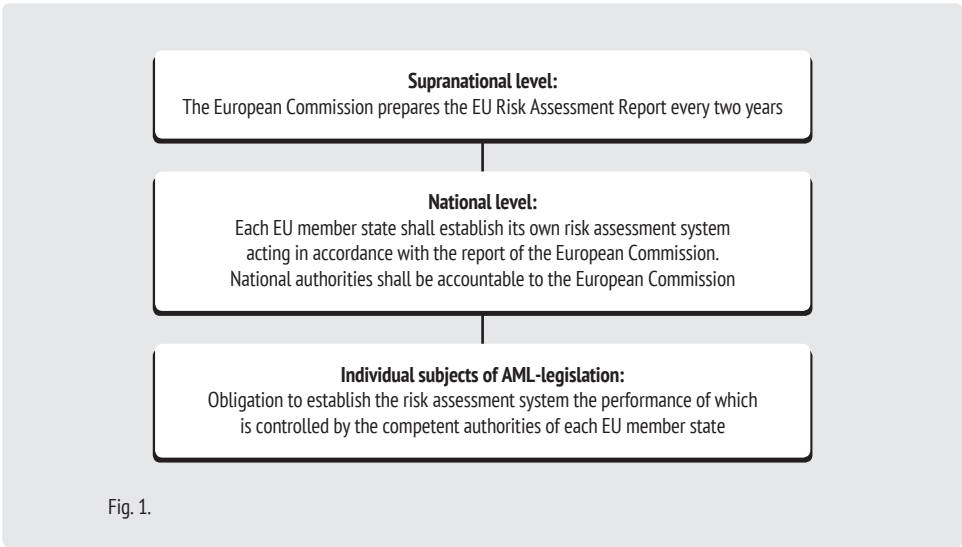 Supranational level:
The European Commission prepares the EU Risk Assessment Report every two years
National level:
Each EU member state shall establish its own risk assessment system
acting in accordance with the report of the European Commission.
National authorities shall be accountable to the European Commission
Individual subjects of AML-legislation:
Obligation to establish the risk assessment system the performance of which
is controlled by the competent authorities of each EU member state
Fig. 1.